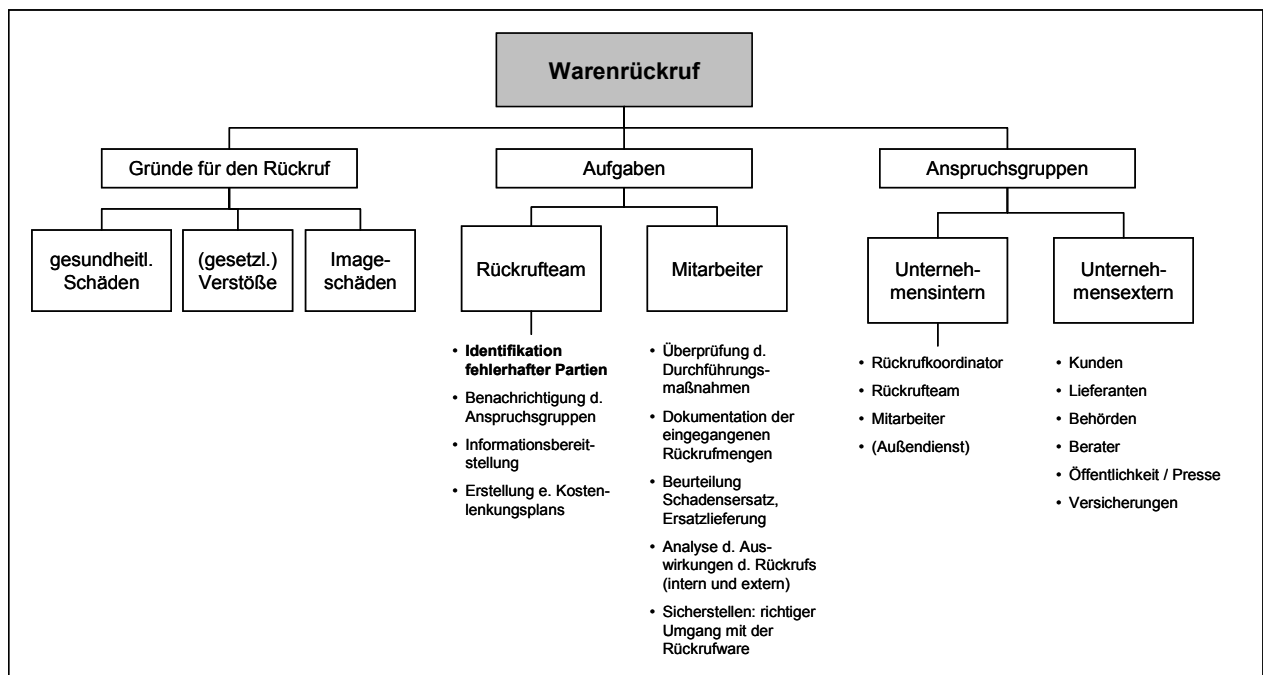 Warenrückruf
Gründe für den Rückruf
Aufgaben
Anspruchsgruppen
gesundheitl.
Schäden
(gesetzl.)
Verstöße
Image-
schäden
Rückrufteam
Mitarbeiter
Unterneh-
mensintern
Unterneh-
mensextern
• Identifikation
fehlerhafter Partien
• Benachrichtigung d.
Anspruchsgruppen
• Informationsbereit-
stellung
• Erstellung e. Kosten-
lenkungsplans
• Überprüfung d.
Durchführungs-
maßnahmen
• Dokumentation der
eingegangenen
Rückrufmengen
• Beurteilung
Schadensersatz,
Ersatzlieferung
• Analyse d. Aus-
wirkungen d. Rückrufs
(intern und extern)
• Sicherstellen: richtiger
Umgang mit der
Rückrufware
• Rückrufkoordinator
• Rückrufteam
• Mitarbeiter
• (Außendienst)
• Kunden
• Lieferanten
• Behörden
• Berater
• Öffentlichkeit / Presse
• Versicherungen